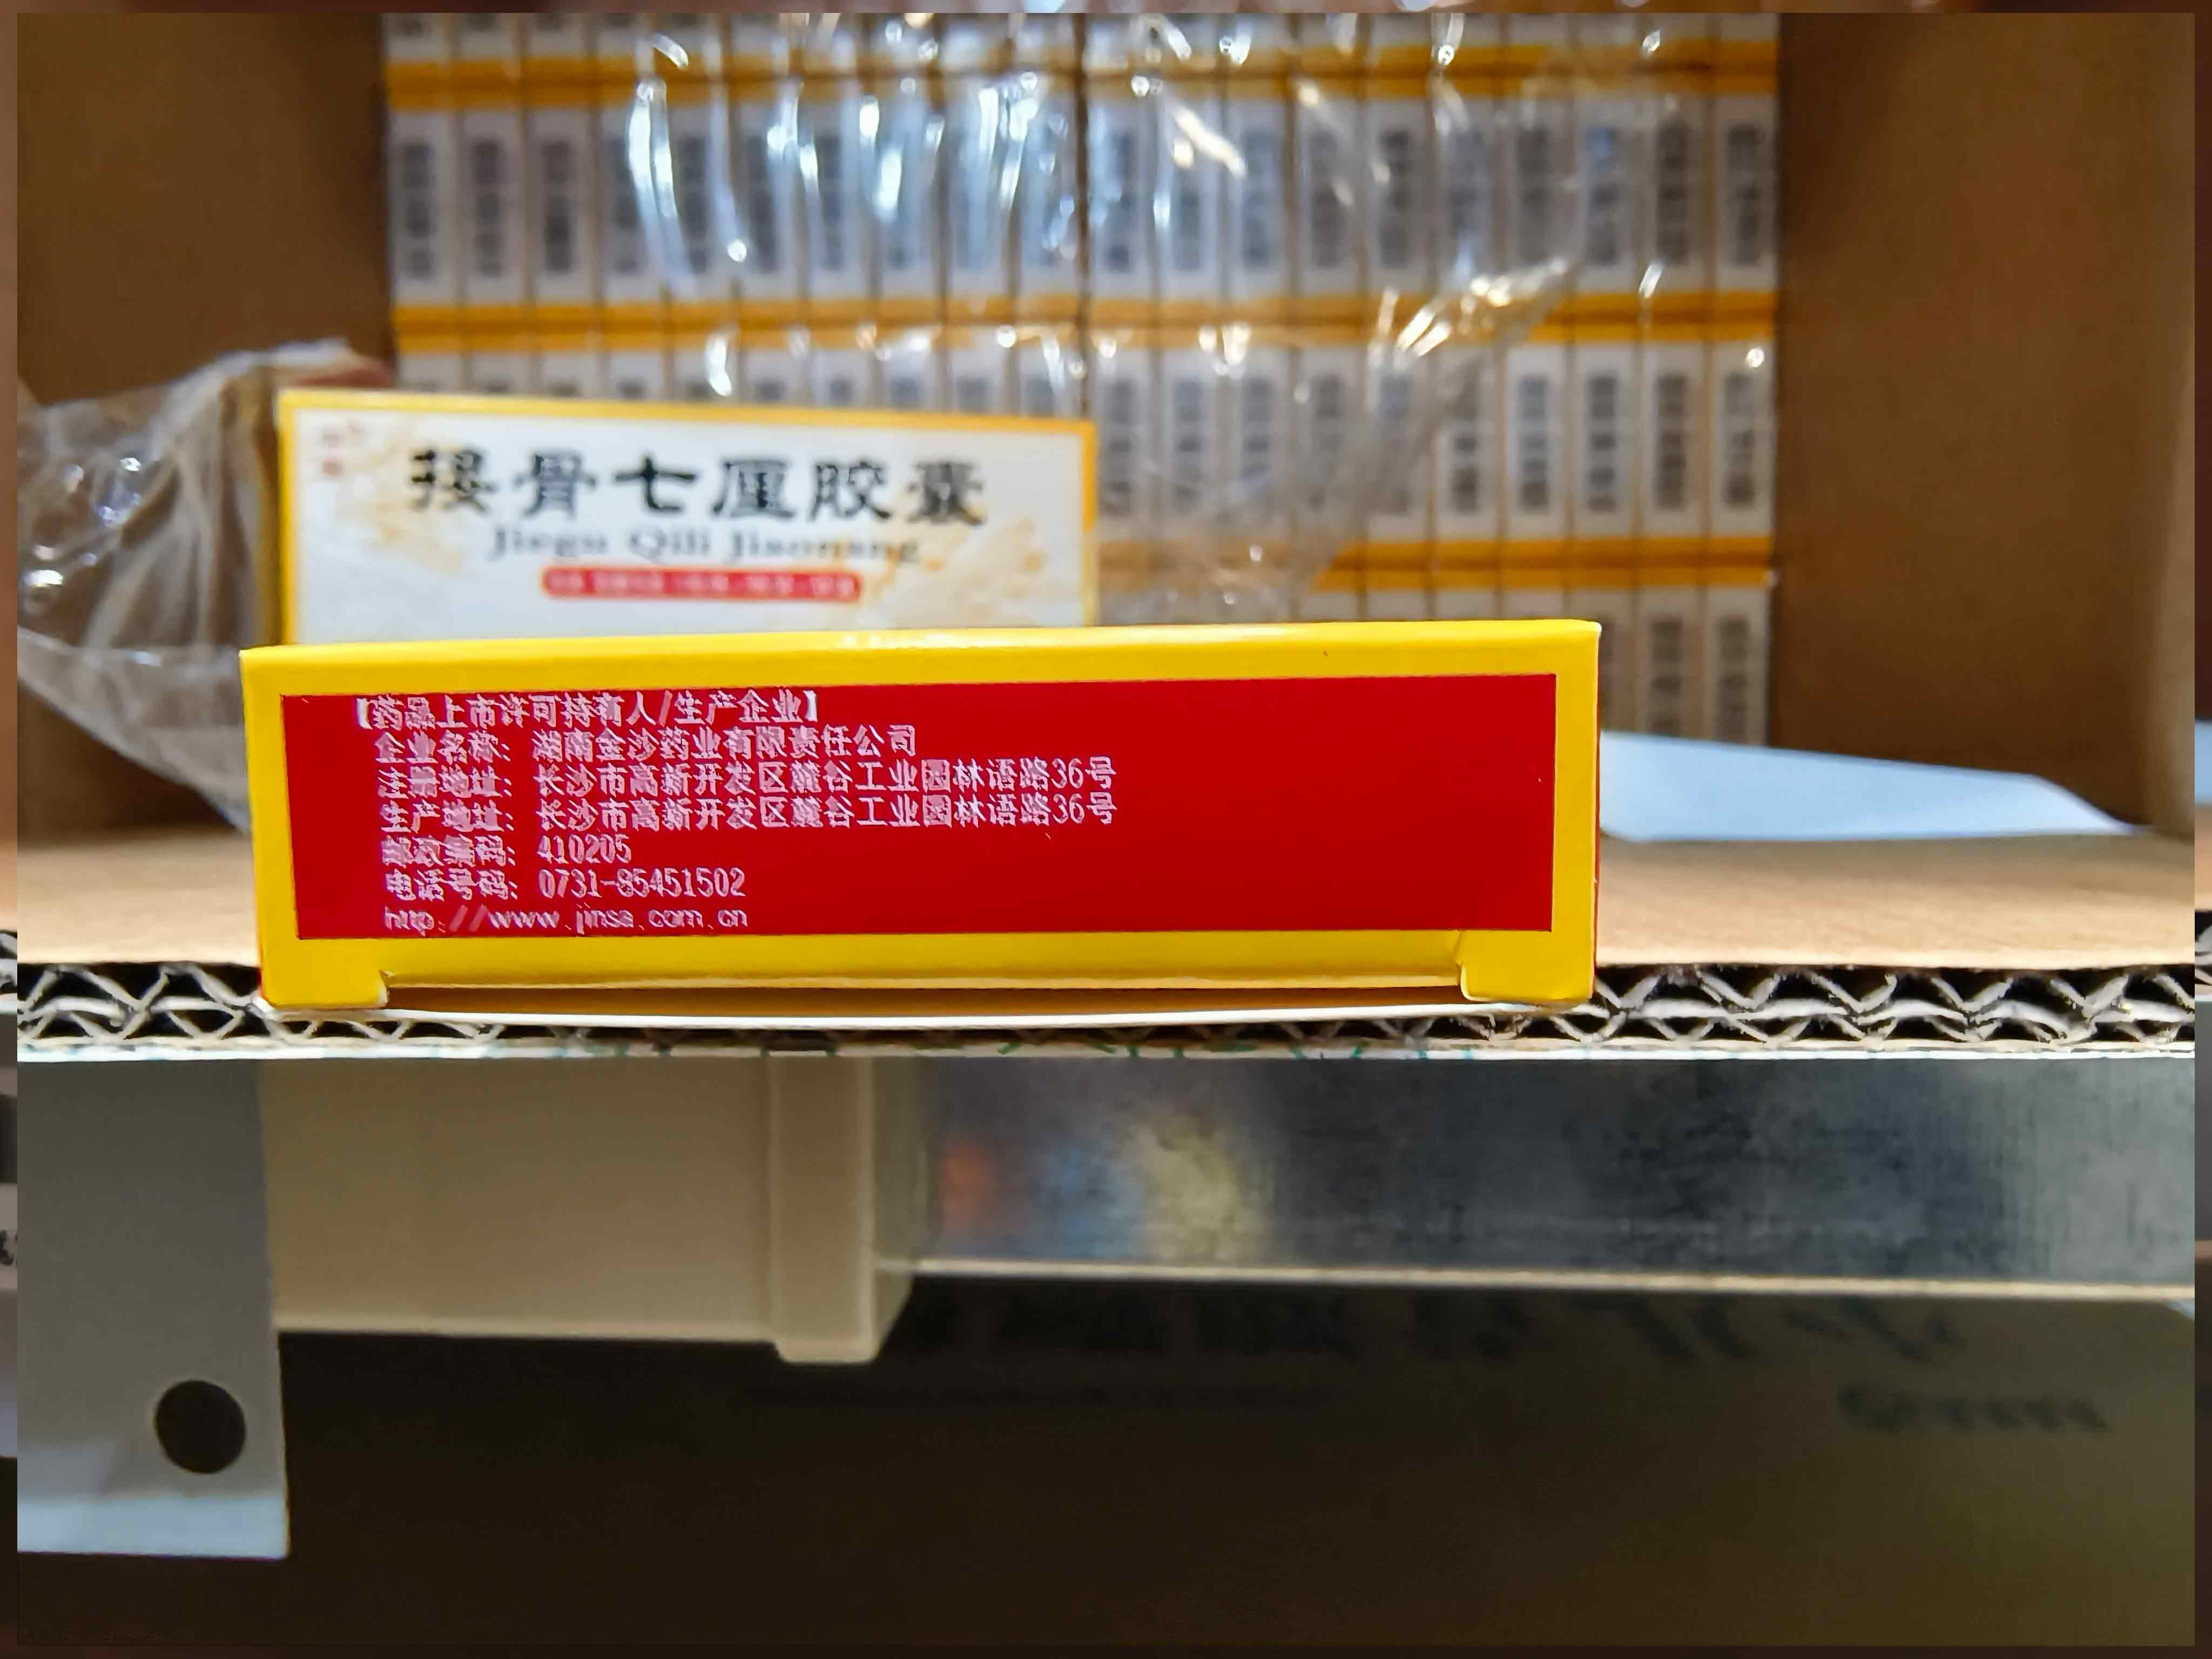 接骨七厘胶囊
Jiegu Qili Jiaonang
【药品上市许可持有人/生产企业】
企业名称：湖南金沙药业有限责任公司
注册地址：长沙市高新开发区麓谷工业园林语路36号
生产地址：长沙市高新开发区麓谷工业园林语路36号
邮政编码：410205
电话号码：0731-85451502
http://www.jinsa.com.cn